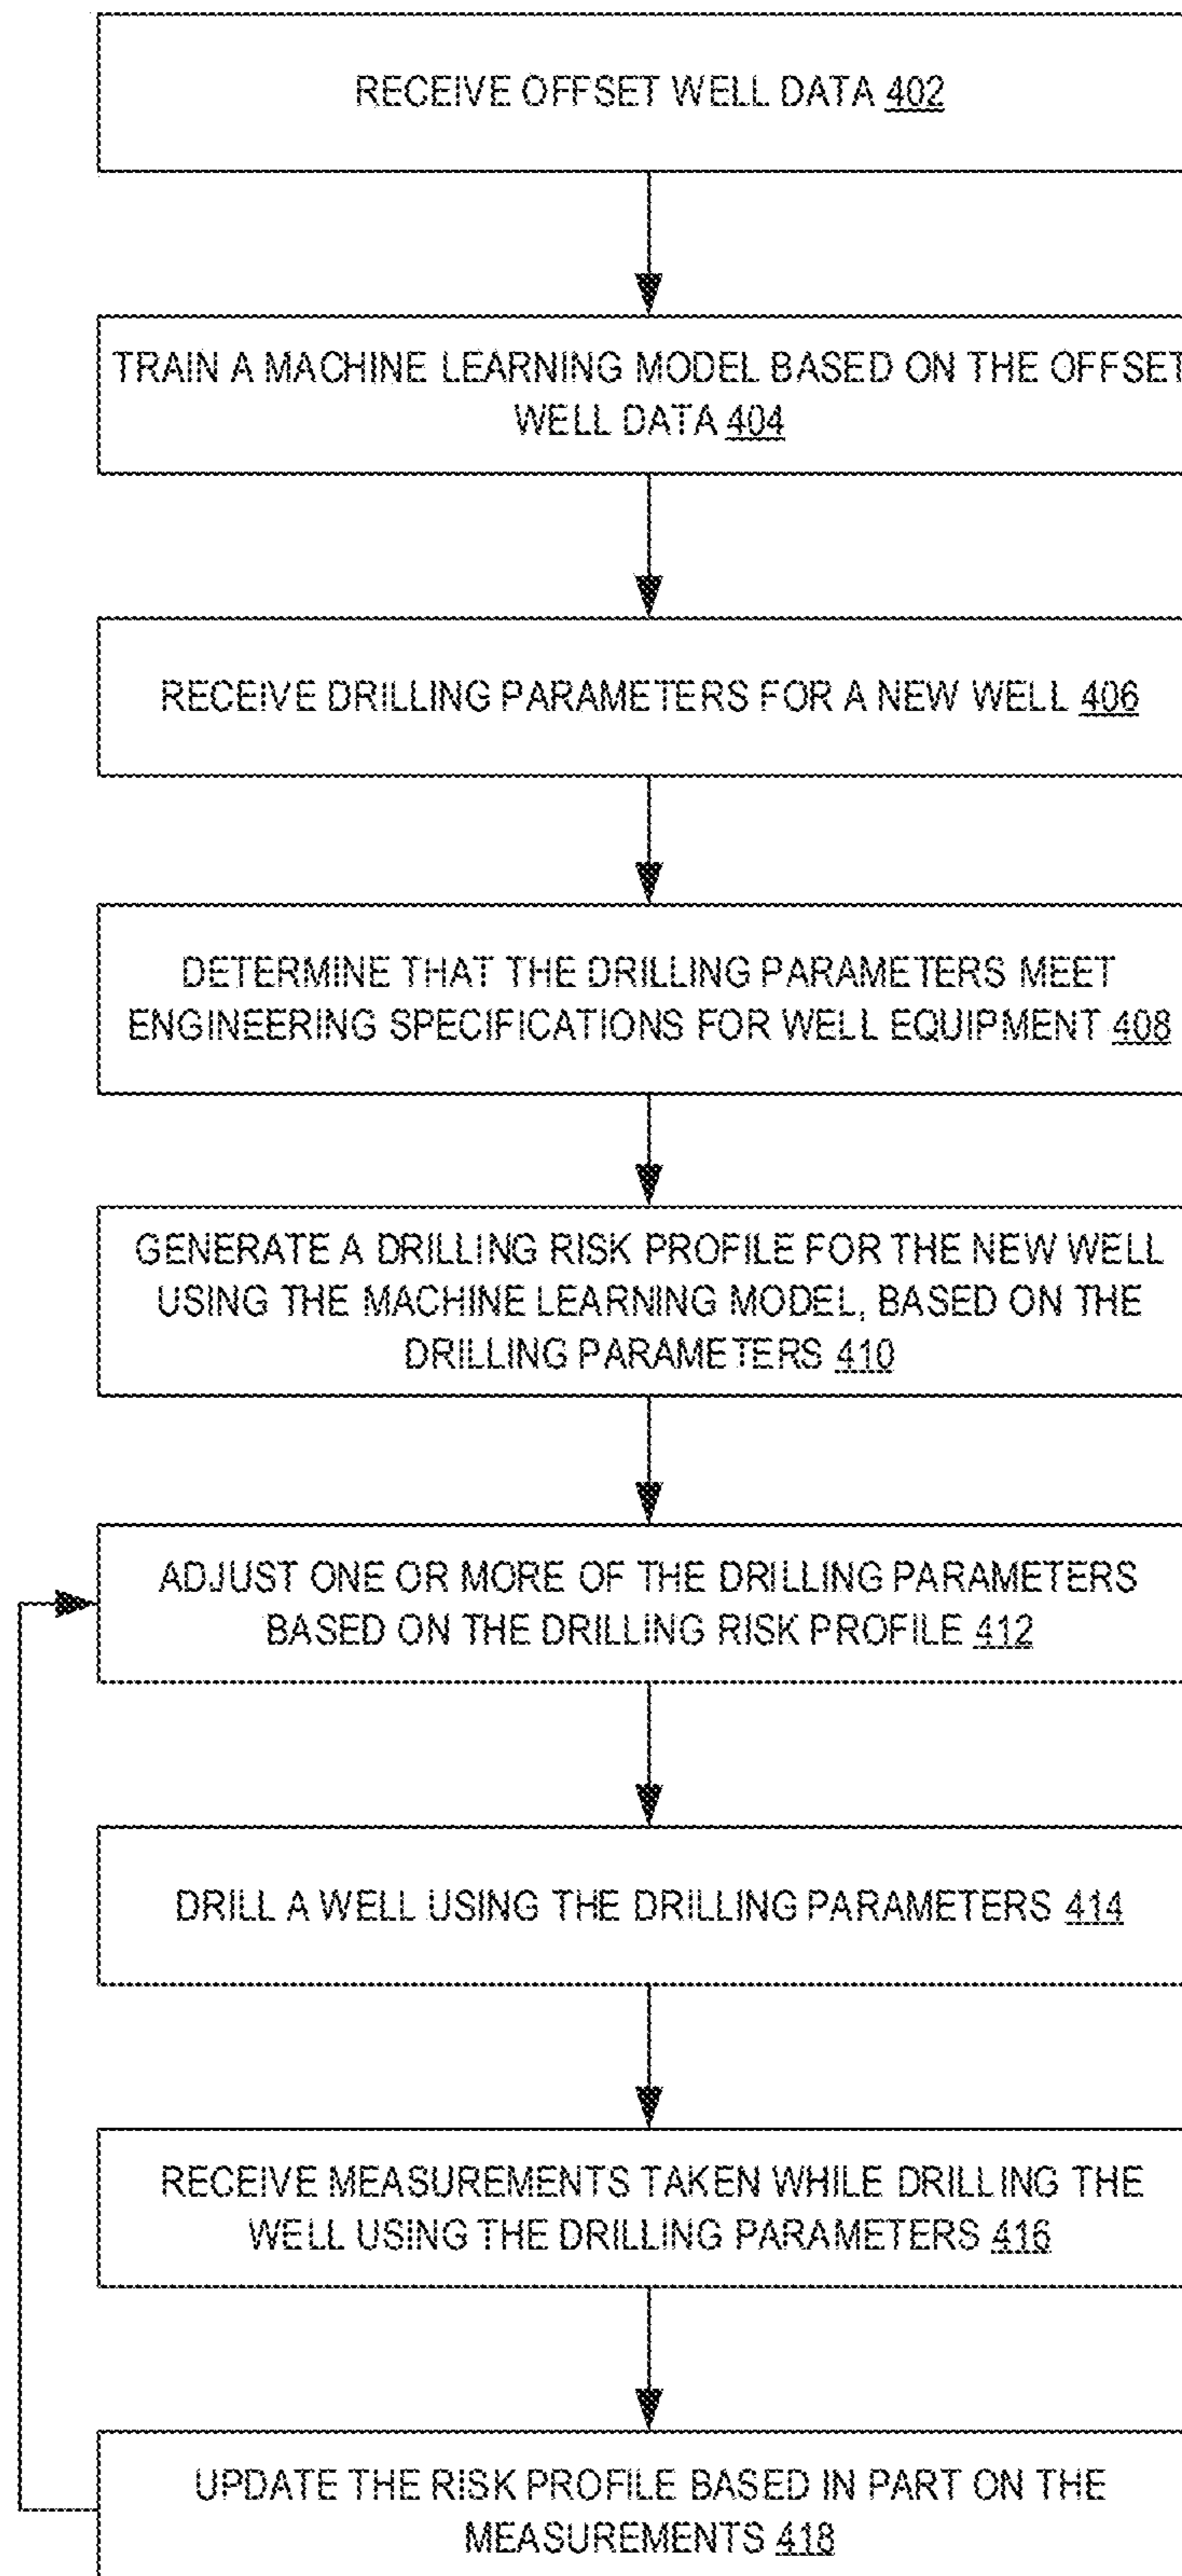 RECEIVE OFFSET WELL DATA 402
TRAIN A MACHINE LEARNING MODEL BASED ON THE OFFSET
WELL DATA 404
RECEIVE DRILLING PARAMETERS FOR A NEW WELL 406
DETERMINE THAT THE DRILLING PARAMETERS MEET
ENGINEERING SPECIFICATIONS FOR WELL EQUIPMENT 408
GENERATE A DRILLING RISK PROFILE FOR THE NEW WELL
USING THE MACHINE LEARNING MODEL, BASED ON THE
DRILLING PARAMETERS 410
ADJUST ONE OR MORE OF THE DRILLING PARAMETERS
BASED ON THE DRILLING RISK PROFILE 412
DRILL A WELL USING THE DRILLING PARAMETERS 414
RECEIVE MEASUREMENTS TAKEN WHILE DRILLING THE
WELL USING THE DRILLING PARAMETERS 416
UPDATE THE RISK PROFILE BASED IN PART ON THE
MEASUREMENTS 418